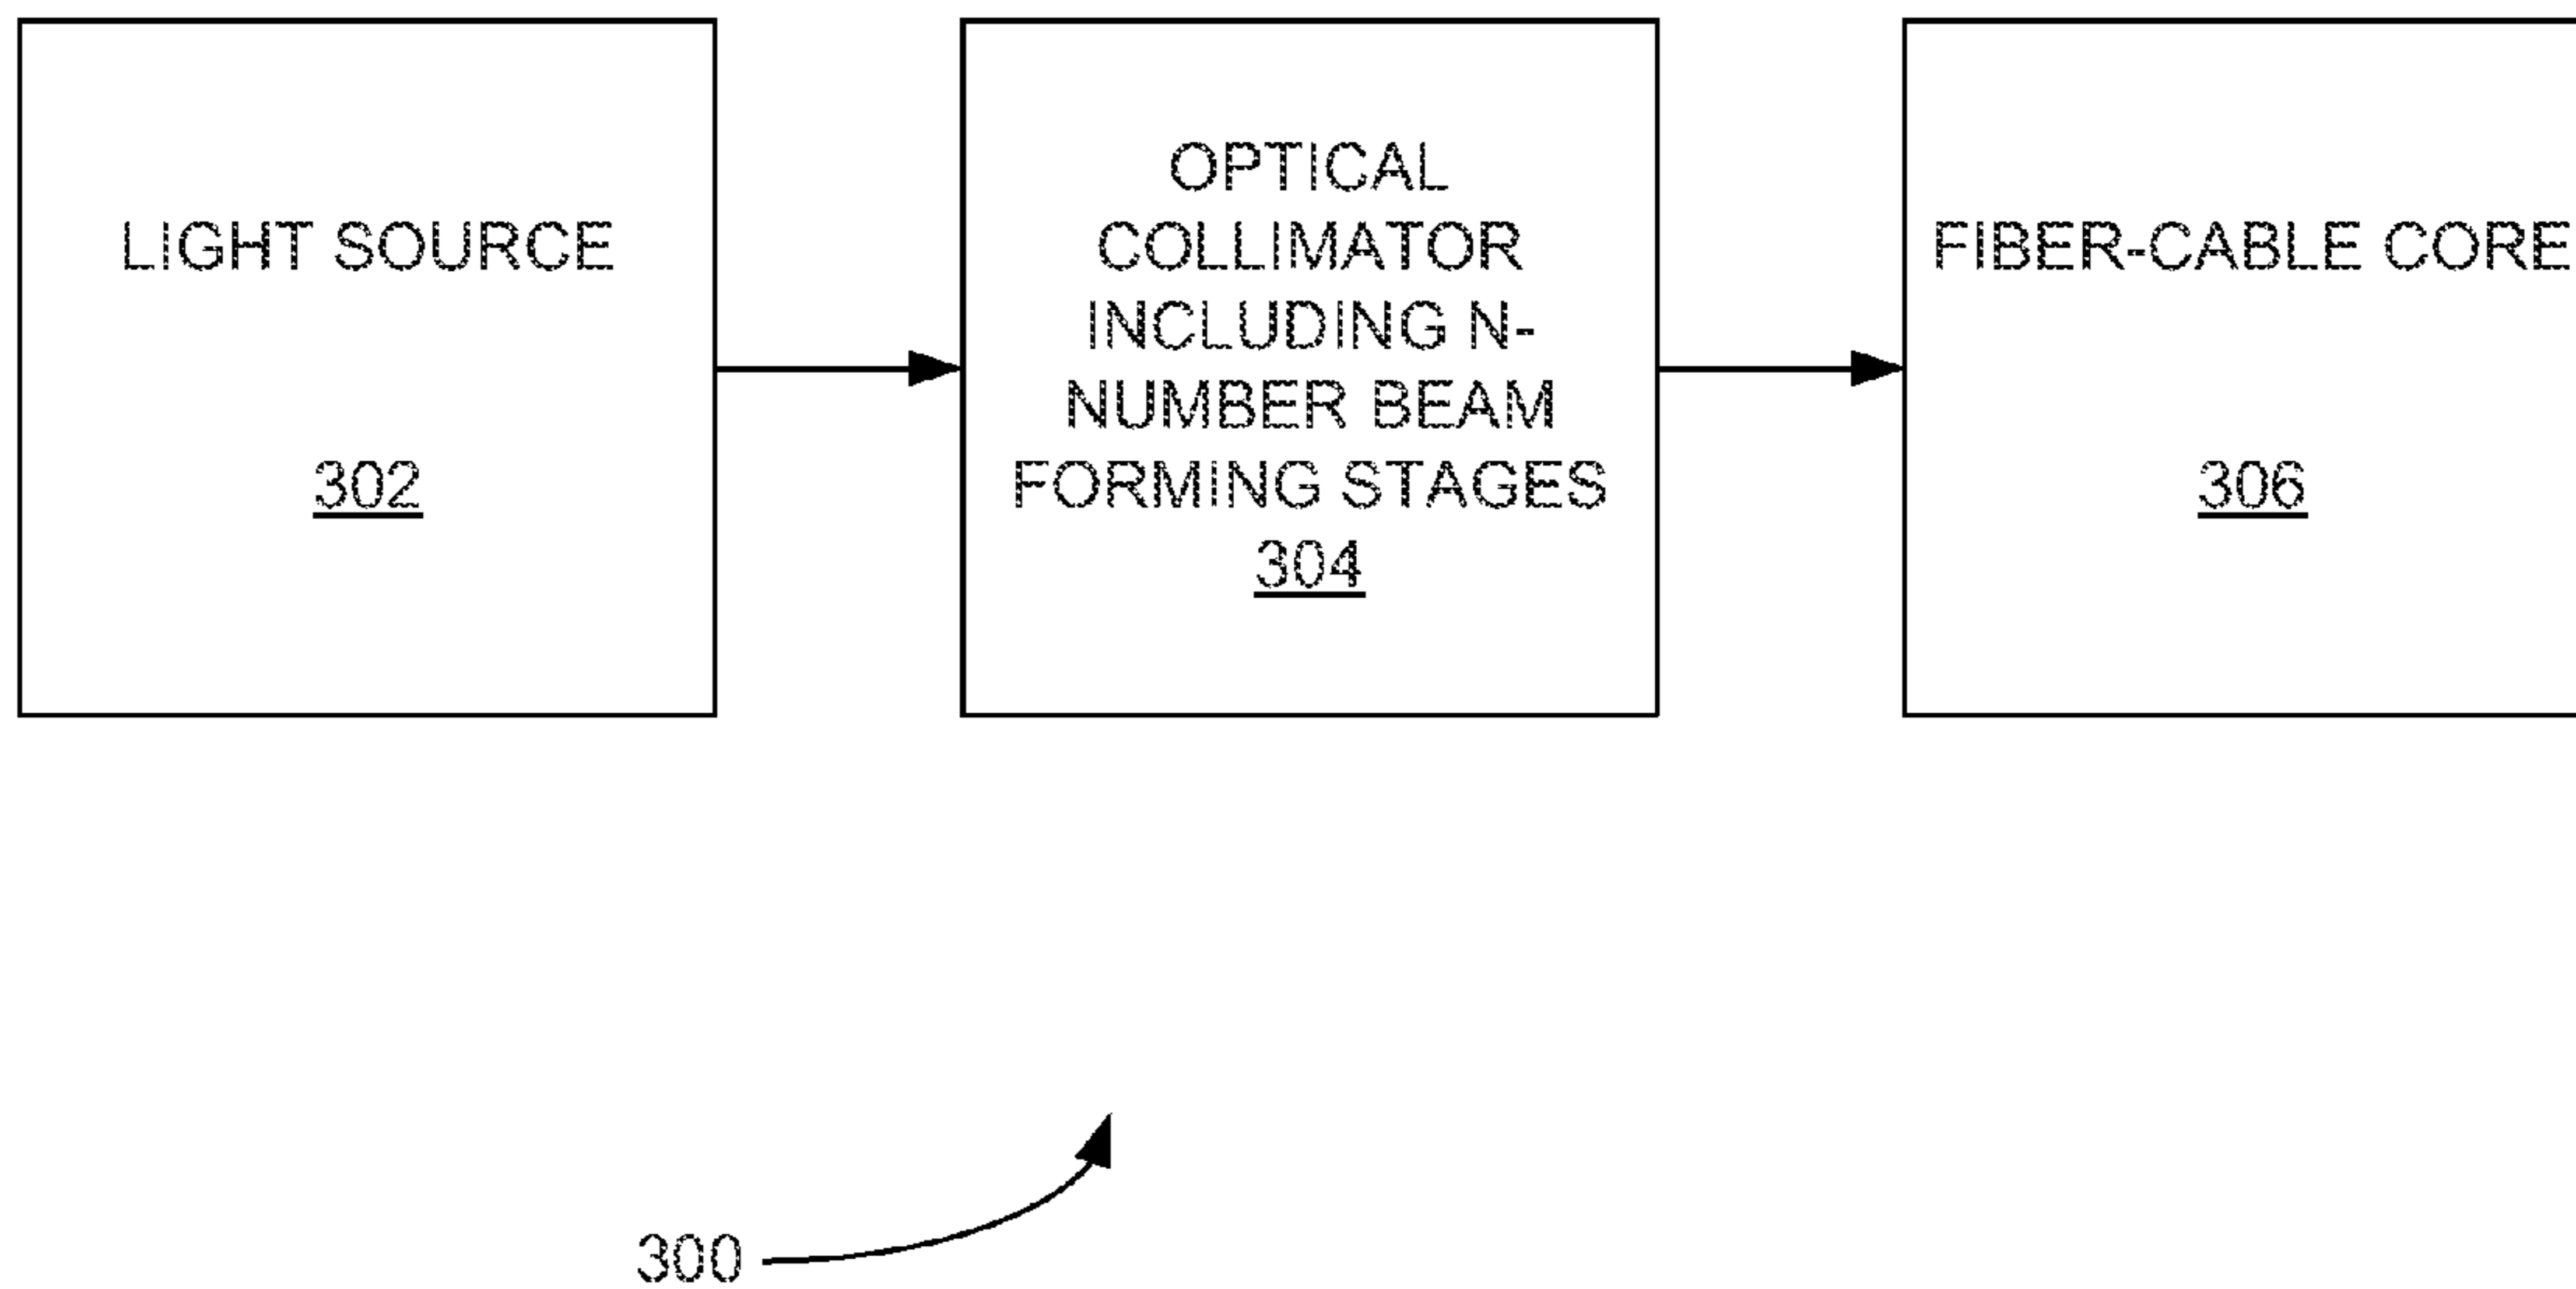 LIGHT SOURCE
302
OPTICAL
COLLIMATOR
INCLUDING N-
NUMBER BEAM
FORMING STAGES
304
FIBER-CABLE CORE
306
300